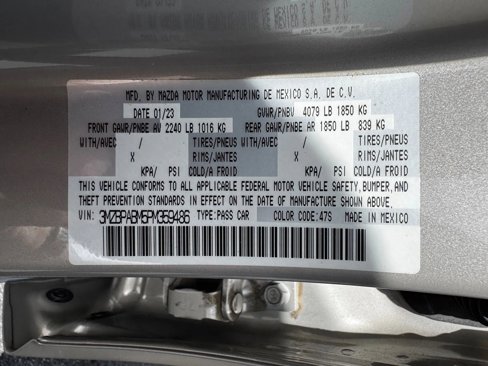 MFD. BY MAZDA MOTOR MANUFACTURING DE MEXICO S.A. DE C.V.
DATE 01/23 GVWR/PNBV 4079 LB 1850 KG
FRONT GAWR/PNBE AV 2240 LB 1016 KG REAR GAWR/PNBE AR 1850 LB 839 KG
WITH/AVEC / TIRES/PNEUS WITH/AVEC / TIRES/PNEUS
X RIMS/JANTES X RIMS/JANTES
KPA/ PSI COLD/A FROID KPA/ PSI COLD/A FROID
THIS VEHICLE CONFORMS TO ALL APPLICABLE FEDERAL MOTOR VEHICLE SAFETY, BUMPER, AND
THEFT PREVENTION STANDARDS IN EFFECT ON THE DATE OF MANUFACTURE SHOWN ABOVE.
VIN: 3MZBPABM5PM359486 TYPE: PASS CAR COLOR CODE: 47S MADE IN MEXICO